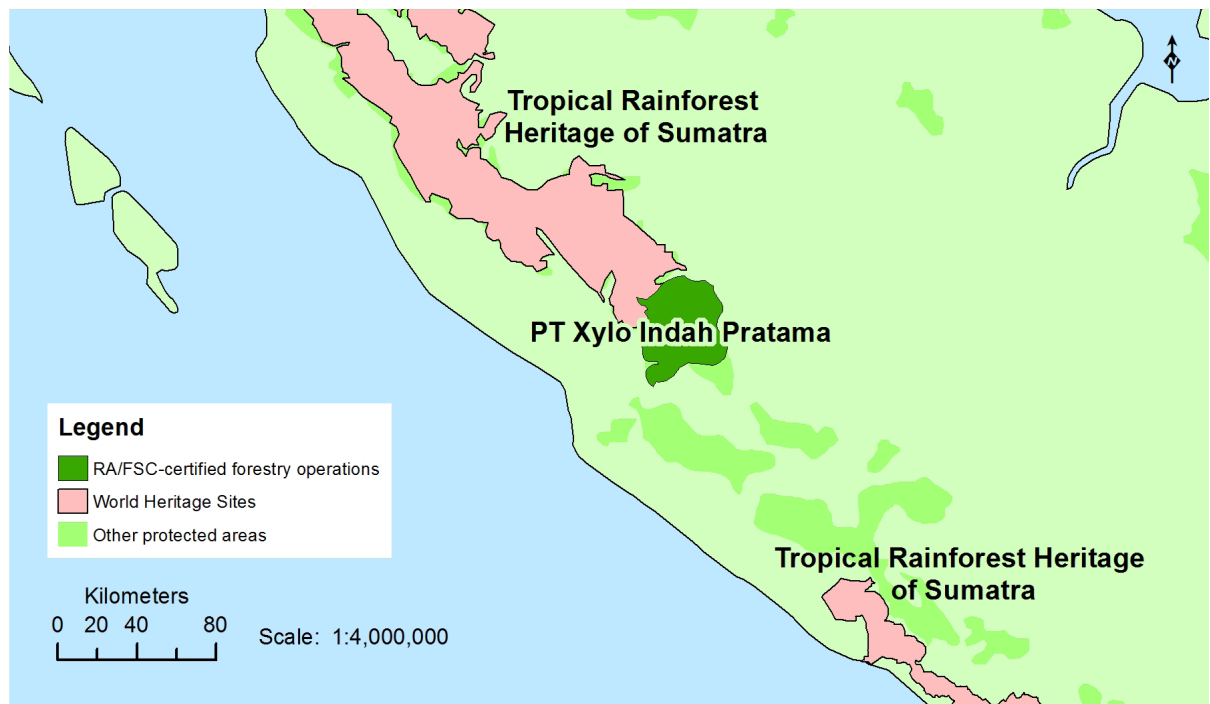 Tropical Rainforest
Heritage of Sumatra
N
PT Xylo Indah Pratama
Legend
RA/FSC-certified forestry operations
World Heritage Sites
Other protected areas
Tropical Rainforest Heritage
of Sumatra
Kilometers
0 20 40 80
Scale: 1:4,000,000